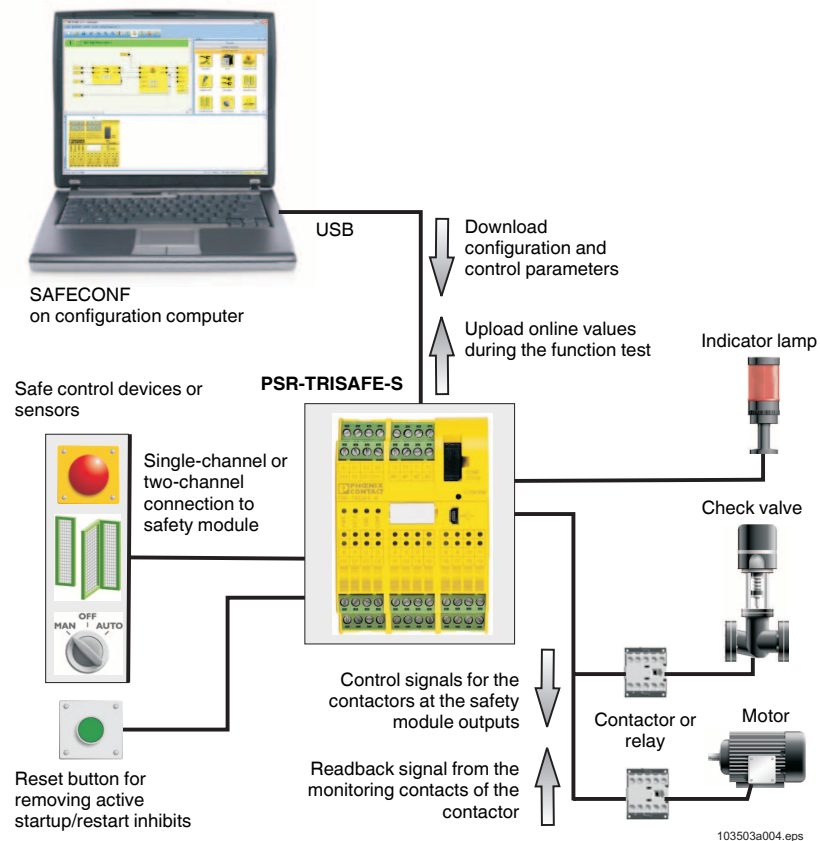 USB
Download
configuration and
control parameters
SAFECONF
on configuration computer
Upload online values
during the function test
Indicator lamp
PSR-TRISAFE-S
Safe control devices or
sensors
Single-channel or
two-channel
connection to
safety module
PHŒNIX
CONTACT
Check valve
OFF
MAN
AUTO
Control signals for the
contactors at the safety
module outputs
Contactor or
relay
Motor
Reset button for
removing active
startup/restart inhibits
Readback signal from the
monitoring contacts of the
contactor
103503a004.eps